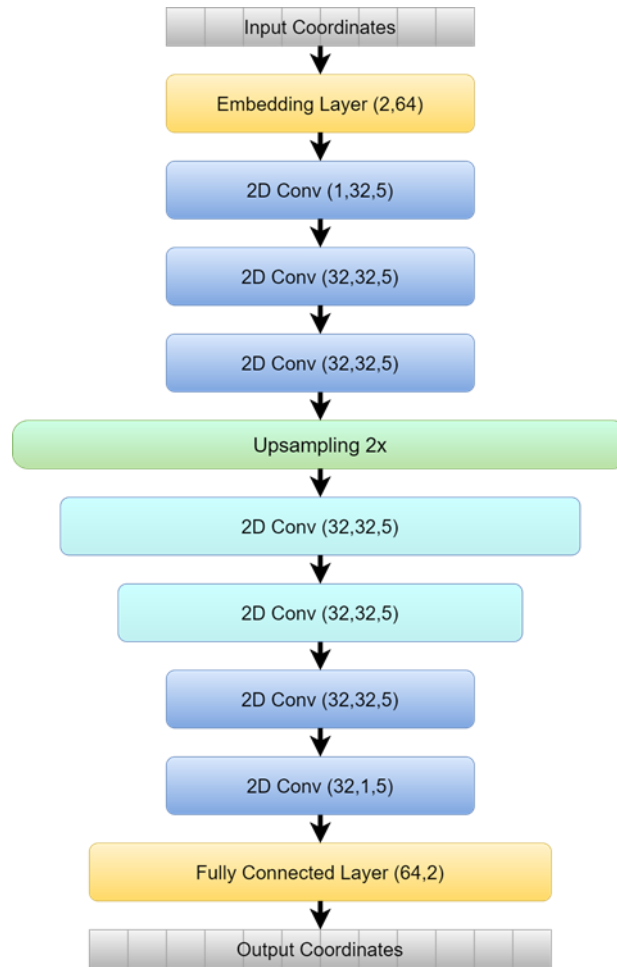 Input Coordinates
Embedding Layer (2,64)
2D Conv (1,32,5)
2D Conv (32,32,5)
2D Conv (32,32,5)
Upsampling 2x
2D Conv (32,32,5)
2D Conv (32,32,5)
2D Conv (32,32,5)
2D Conv (32,1,5)
Fully Connected Layer (64,2)
Output Coordinates